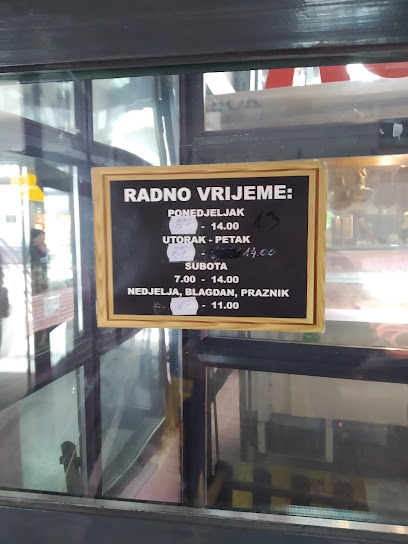 RADNO VRIJEME:
PONEDJELJAK
- 14.00 13
UTORAK - PETAK
- 14.00
SUBOTA
7.00 - 14.00
NEDJELJA, BLAGDAN, PRAZNIK
- 11.00